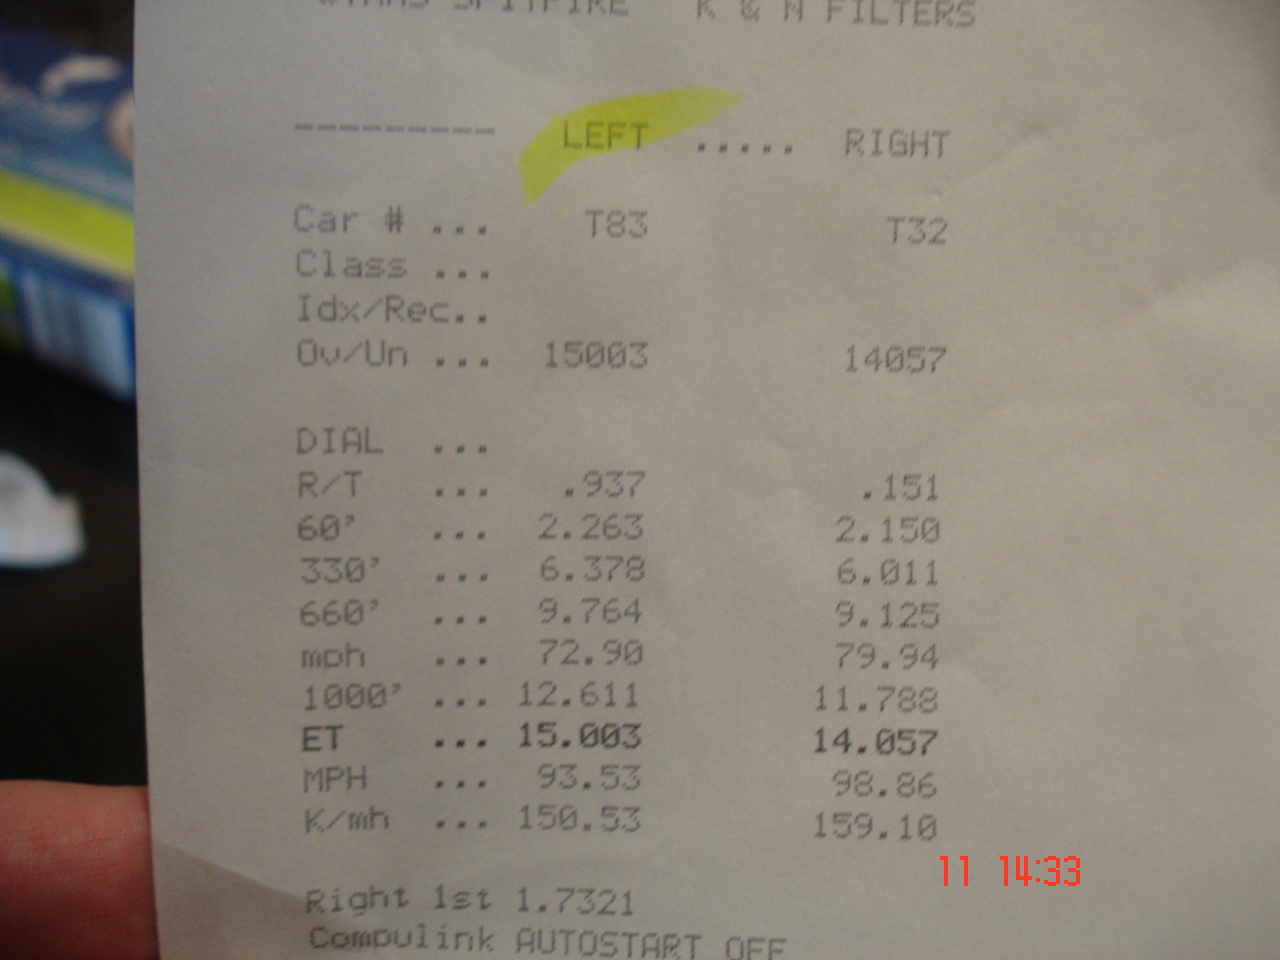 SPITFIRE K & N FILTERS
----------- LEFT ..... RIGHT
Car # ... T83 T32
Class ...
Idx/Rec..
Ov/Un ... 15003 14057
DIAL ...
R/T ... .937 .151
60' ... 2.263 2.150
330' ... 6.378 6.011
660' ... 9.764 9.125
mph ... 72.90 79.94
1000' ... 12.611 11.788
ET ... 15.003 14.057
MPH ... 93.53 98.86
K/mh ... 150.53 159.10
11 14:33
Right 1st 1.7321
Compulink AUTOSTART OFF